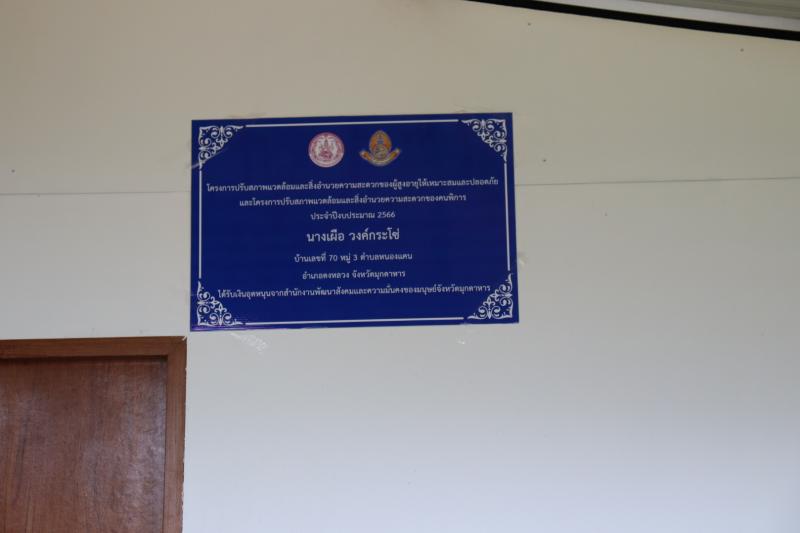 โครงการปรับสภาพแวดล้อมและสิ่งอำนวยความสะดวกของผู้สูงอายุให้เหมาะสมและปลอดภัย
และโครงการปรับสภาพแวดล้อมและสิ่งอำนวยความสะดวกของคนพิการ
ประจำปีงบประมาณ 2566
นางเผือ วงค์กระโซ่
บ้านเลขที่ 70 หมู่ 3 ตำบลหนองแคน
อำเภอดงหลวง จังหวัดมุกดาหาร
ได้รับเงินอุดหนุนจากสำนักงานพัฒนาสังคมและความมั่นคงของมนุษย์จังหวัดมุกดาหาร